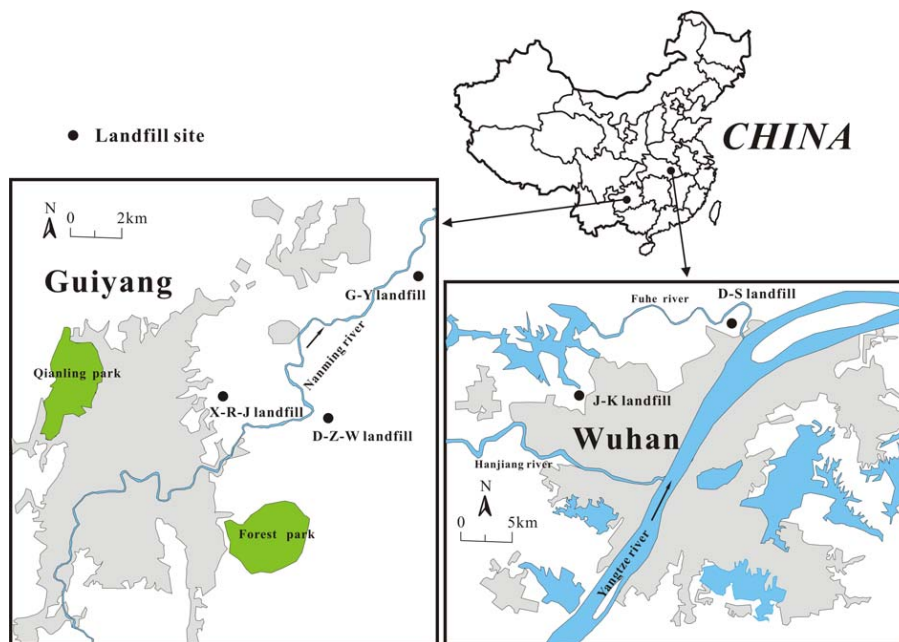 Landfill site
CHINA
N
0 2km
Guiyang
G-Y landfill
Nanming river
Qianling park
X-R-J landfill
D-Z-W landfill
Forest park
D-S landfill
Fuhe river
J-K landfill
Wuhan
Hanjiang river
N
0 5km
Yangtze river